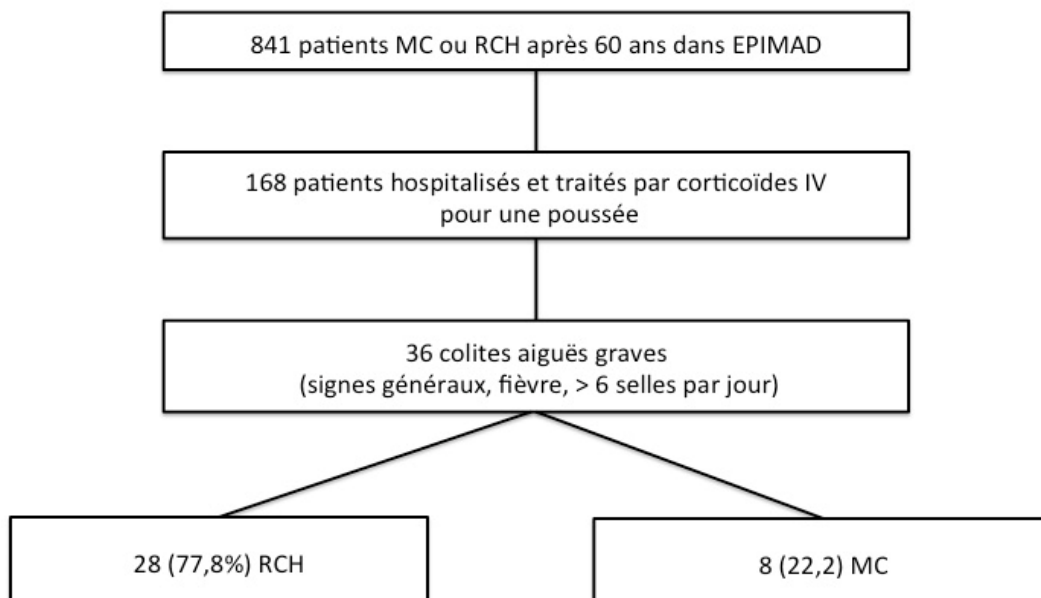 841 patients MC ou RCH après 60 ans dans EPIMAD
168 patients hospitalisés et traités par corticoïdes IV
pour une poussée
36 colites aiguës graves
(signes généraux, fièvre, > 6 selles par jour)
28 (77,8%) RCH
8 (22,2) MC